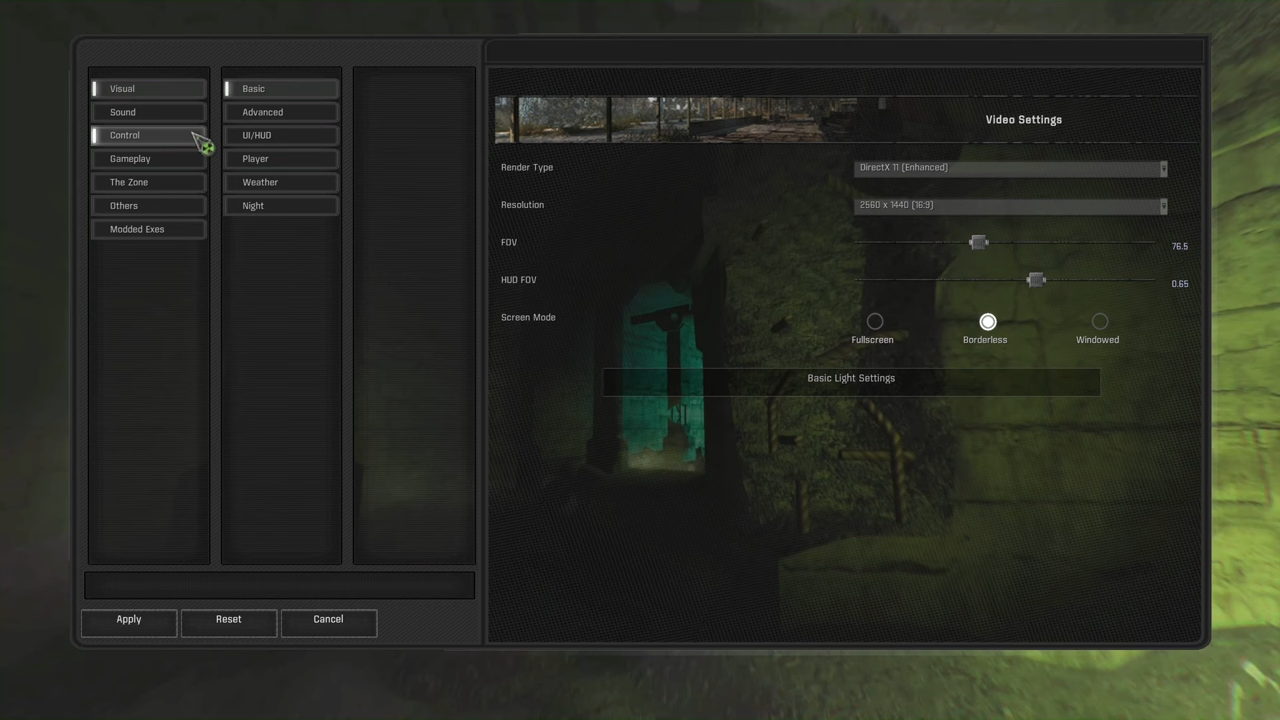 Visual
Sound
Control
Gameplay
The Zone
Others
Modded Exes
Basic
Advanced
UI/HUD
Player
Weather
Night
Apply
Reset
Cancel
Video Settings
Render Type
DirectX 11 (Enhanced)
Resolution
2560 x 1440 (16:9)
FOV
76.5
HUD FOV
0.65
Screen Mode
Fullscreen
Borderless
Windowed
Basic Light Settings